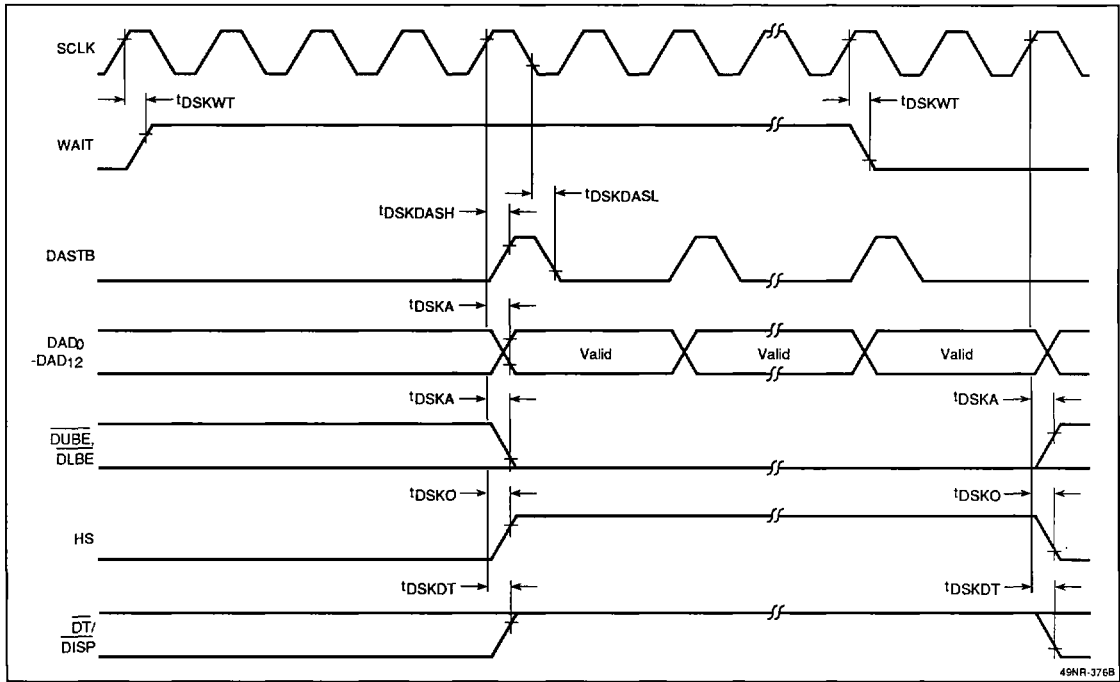 SCLK
tDSKWT
tDSKWT
WAIT
tDSKDASL
tDSKDASH
DASTB
tDSKA
DAD0
-DAD12
Valid
Valid
Valid
tDSKA
tDSKA
DUBE,
DLBE
tDSKO
tDSKO
HS
tDSKDT
tDSKDT
DT/
DISP
49NR-376B